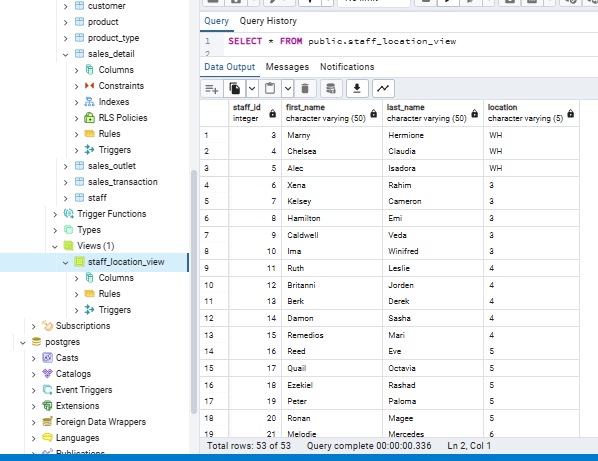 customer
product
product_type
sales_detail
Columns
Constraints
Indexes
RLS Policies
Rules
Triggers
sales_outlet
sales_transaction
staff
Trigger Functions
Types
Views (1)
staff_location_view
Columns
Rules
Triggers
Subscriptions
postgres
Casts
Catalogs
Event Triggers
Extensions
Foreign Data Wrappers
Languages
Publications
No limit
Query Query History
1 SELECT * FROM public.staff_location_view
2
Data Output Messages Notifications
staff_id first_name last_name location
integer character varying (50) character varying (50) character varying (5)
1 3 Marny Hermione WH
2 4 Chelsea Claudia WH
3 5 Alec Isadora WH
4 6 Xena Rahim 3
5 7 Kelsey Cameron 3
6 8 Hamilton Emi 3
7 9 Caldwell Veda 3
8 10 Ima Winifred 3
9 11 Ruth Leslie 4
10 12 Britanni Jorden 4
11 13 Berk Derek 4
12 14 Damon Sasha 4
13 15 Remedios Mari 4
14 16 Reed Eve 5
15 17 Quail Octavia 5
16 18 Ezekiel Rashad 5
17 19 Peter Paloma 5
18 20 Ronan Magee 5
19 21 Melodie Mercedes 6
Total rows: 53 of 53 Query complete 00:00:00.336 Ln 2, Col 1